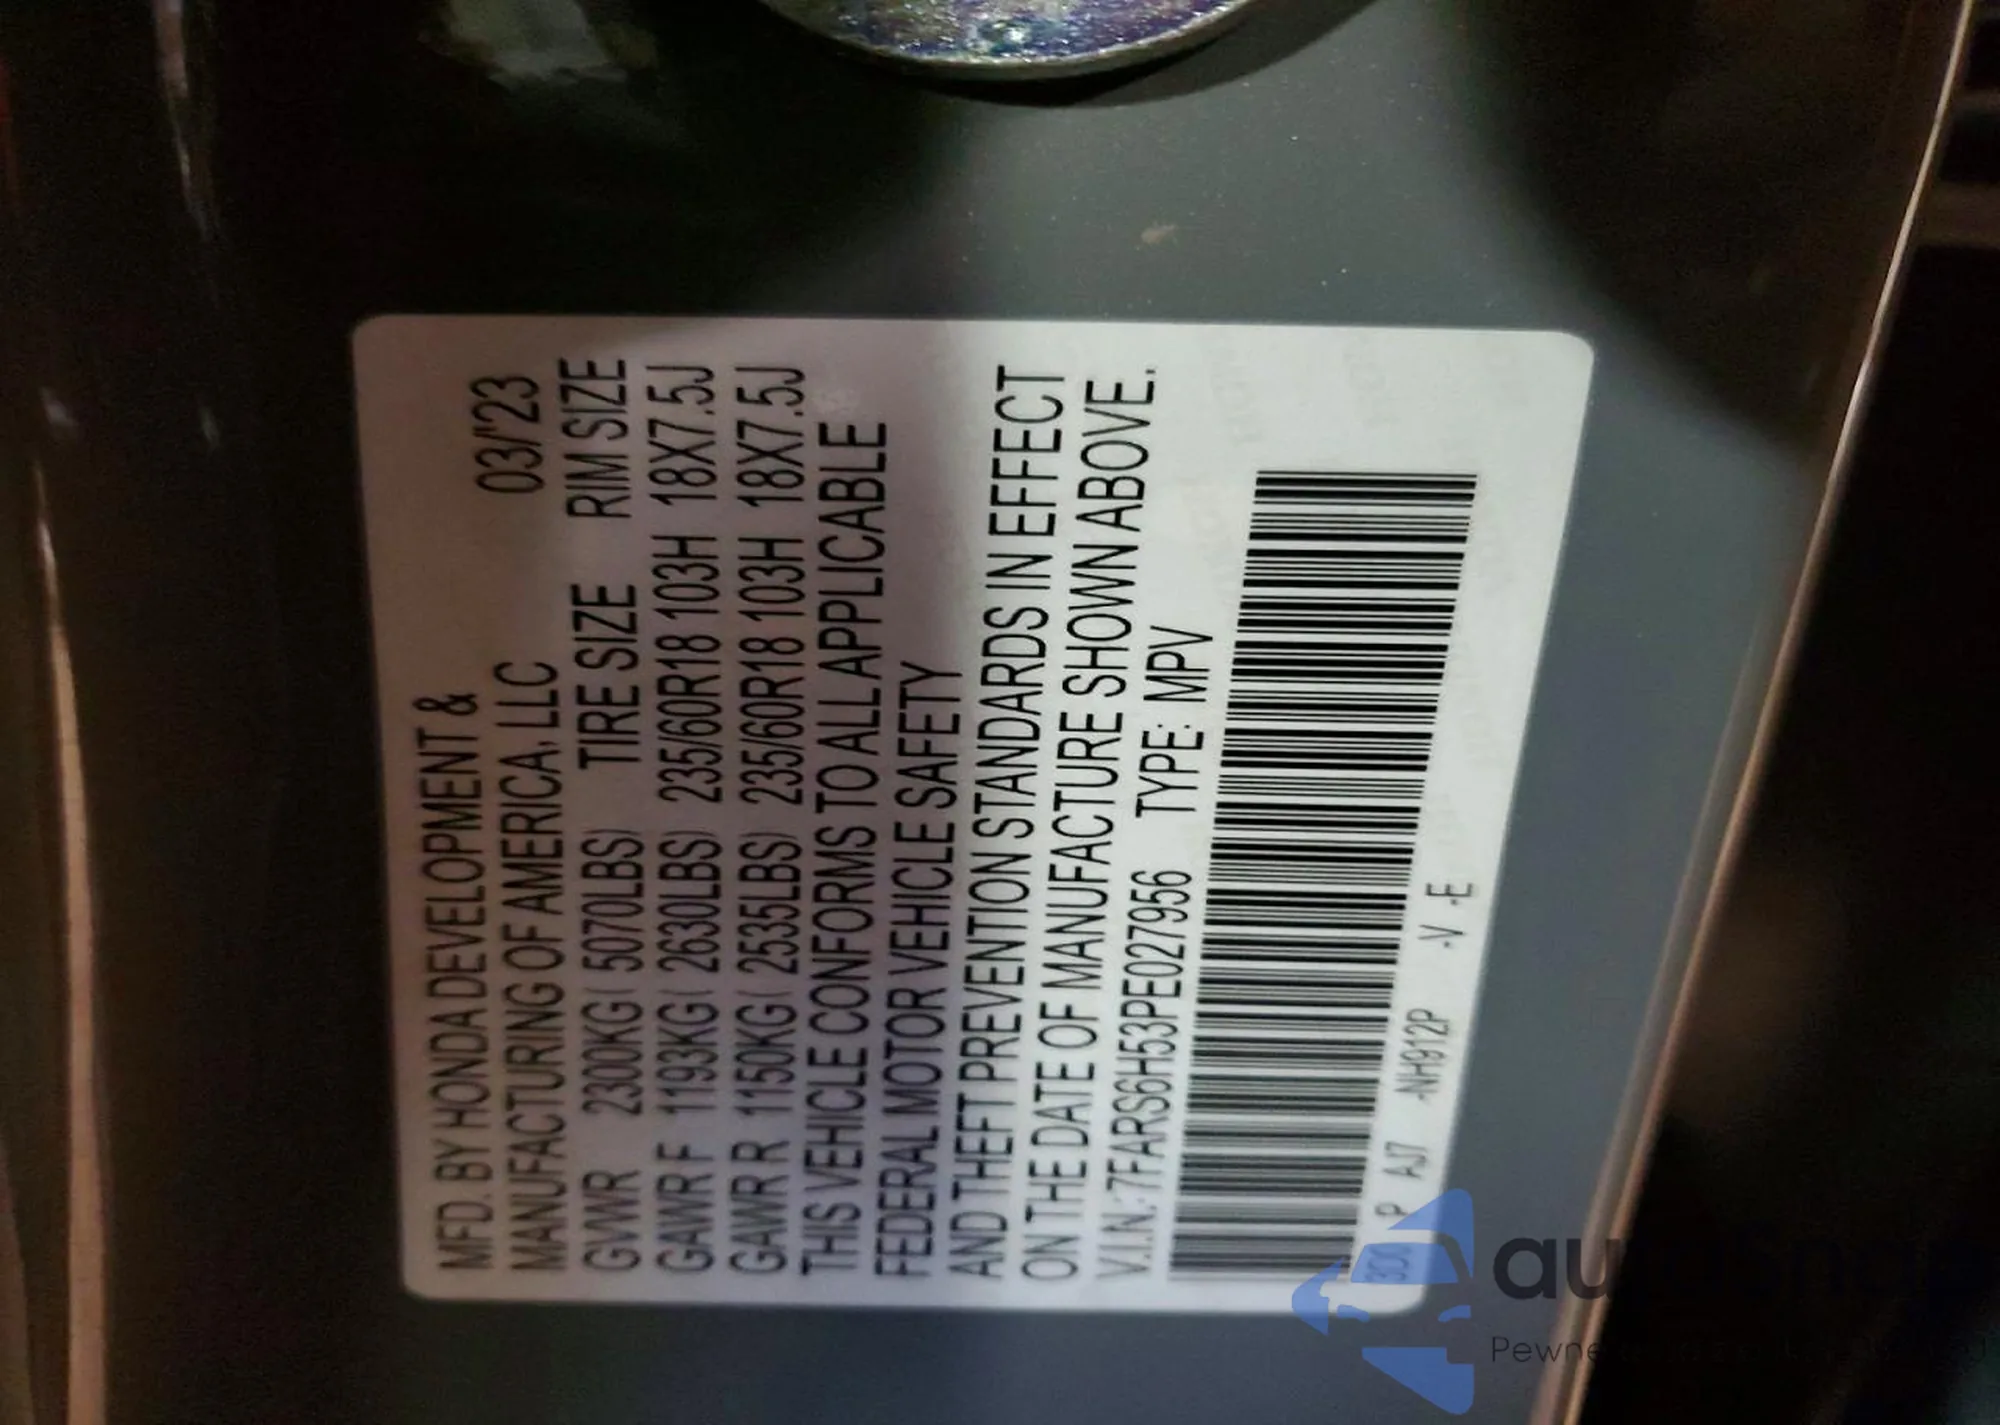 MFD. BY HONDA DEVELOPMENT &
MANUFACTURING OF AMERICA, LLC 03/'23
GVWR 2300KG( 5070LBS) TIRE SIZE RIM SIZE
GAWR F 1193KG( 2630LBS) 235/60R18 103H 18X7.5J
GAWR R 1150KG( 2535LBS) 235/60R18 103H 18X7.5J
THIS VEHICLE CONFORMS TO ALL APPLICABLE
FEDERAL MOTOR VEHICLE SAFETY
AND THEFT PREVENTION STANDARDS IN EFFECT
ON THE DATE OF MANUFACTURE SHOWN ABOVE.
V.I.N.:7FARS6H53PE027956 TYPE: MPV
P AJ7 -NH912P -V -E